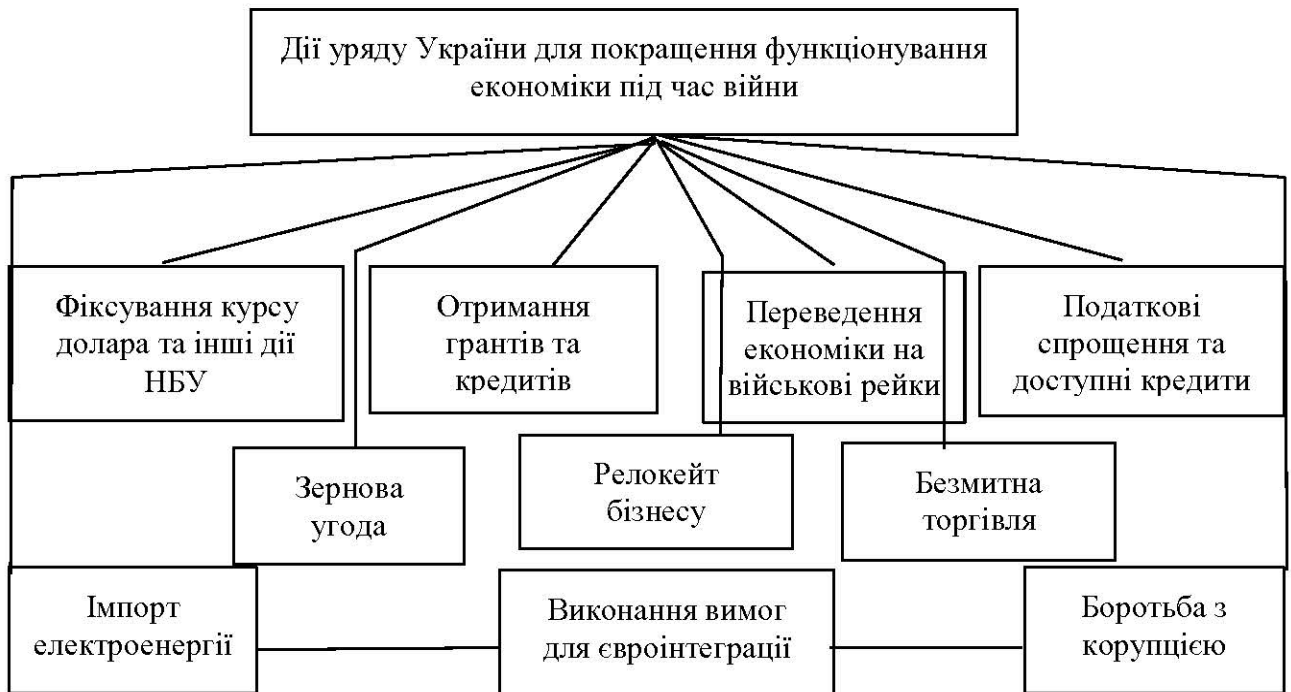 Дії уряду України для покращення функціонування
економіки під час війни
Фіксування курсу
долара та інші дії
НБУ
Отримання
грантів та
кредитів
Переведення
економіки на
військові рейки
Податкові
спрощення та
доступні кредити
Зернова
угода
Релокейт
бізнесу
Безмитна
торгівля
Імпорт
електроенергії
Виконання вимог
для євроінтеграції
Боротьба з
корупцією